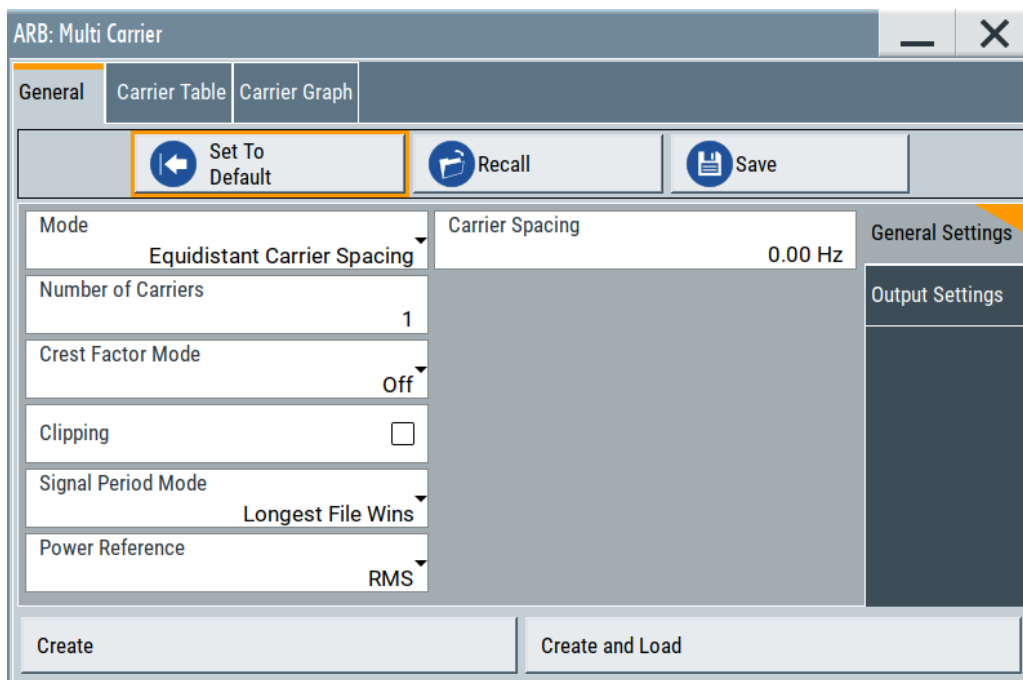 ARB: Multi Carrier
General
Carrier Table
Carrier Graph
Set To
Default
Recall
Save
Mode
Equidistant Carrier Spacing
Carrier Spacing
0.00 Hz
Number of Carriers
1
Crest Factor Mode
Off
Clipping
Signal Period Mode
Longest File Wins
Power Reference
RMS
General Settings
Output Settings
Create
Create and Load